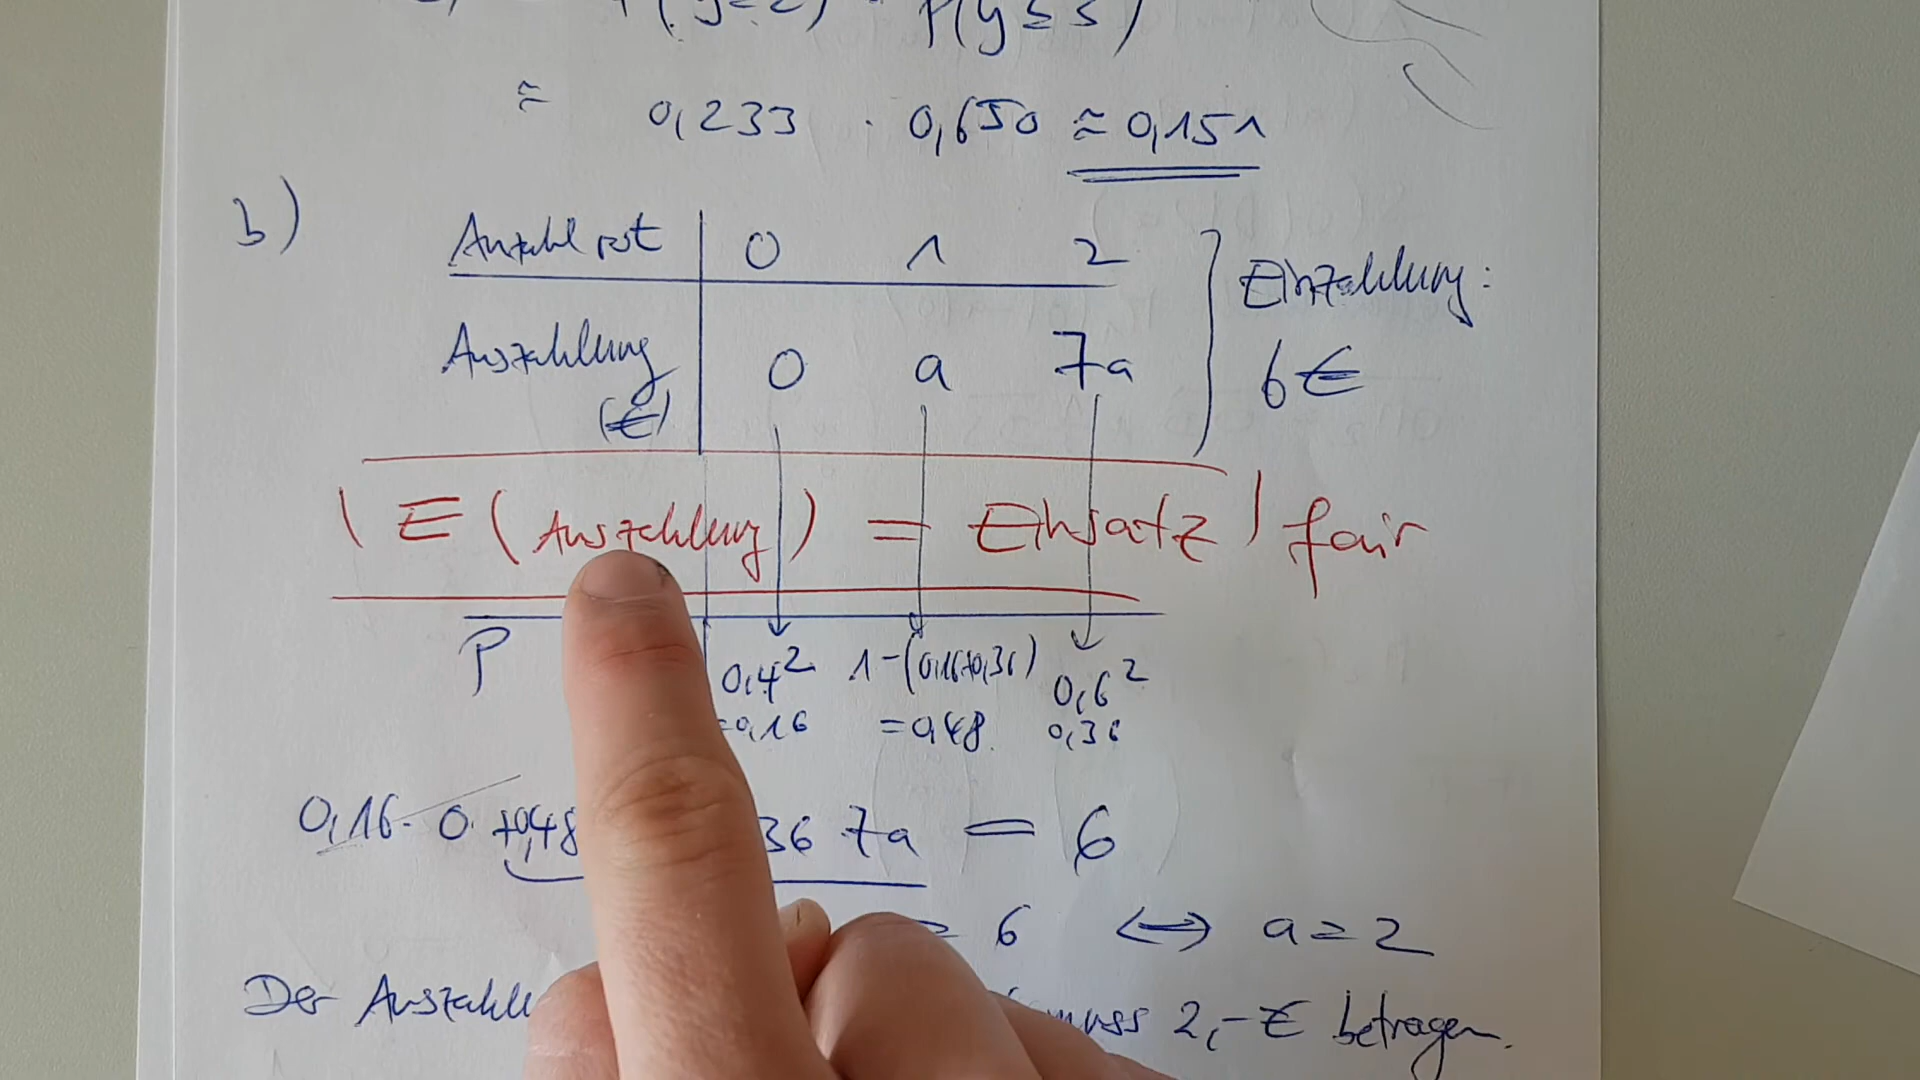 P(y=2) · P(y≤3)
≈ 0,233 · 0,650 ≈ 0,151
b)
Anzahl rot 0 1 2
Einzahlung:
Auszahlung 0 a 7a
(€)
6€
E(Auszahlung) = Einsatz fair
P 0,4² 1-(0,16+0,36) 0,6²
=0,16 =0,48 0,36
0,16· 0 +0,48 36 7a = 6
= 6 ⟺ a=2
Der muss 2,-€ betragen.